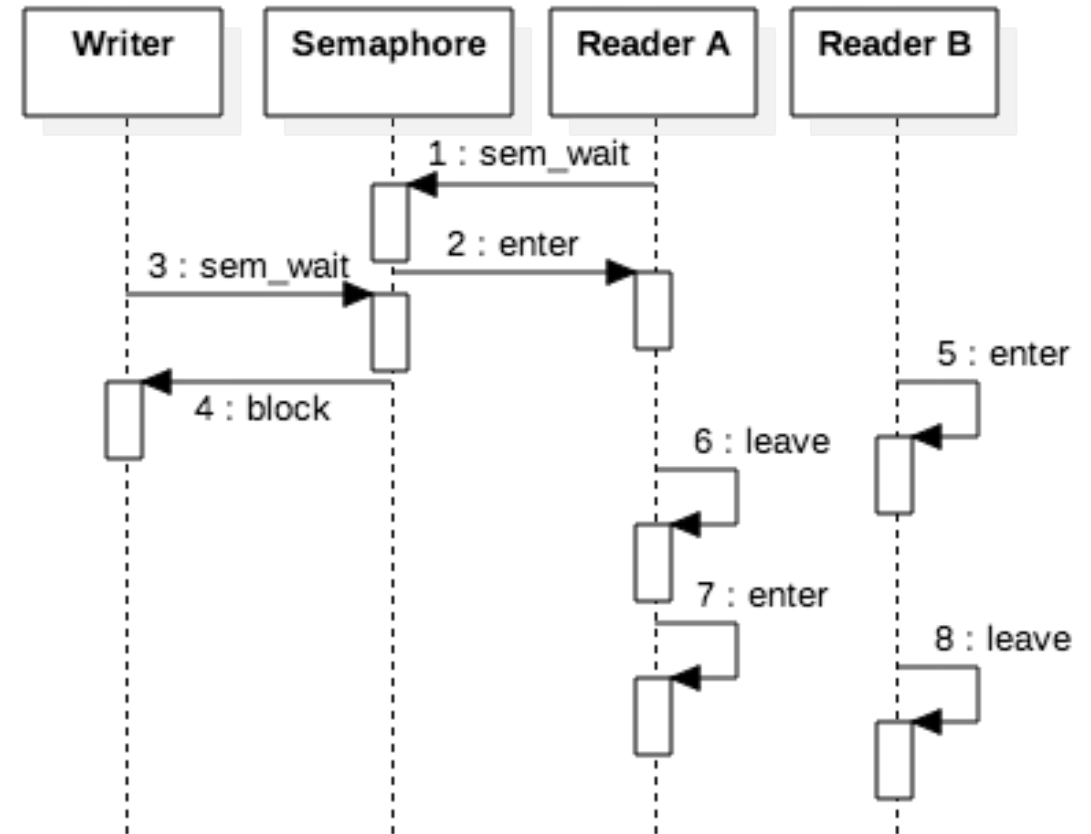 Writer
Semaphore
Reader A
Reader B
1 : sem_wait
2 : enter
3 : sem_wait
4 : block
5 : enter
6 : leave
7 : enter
8 : leave